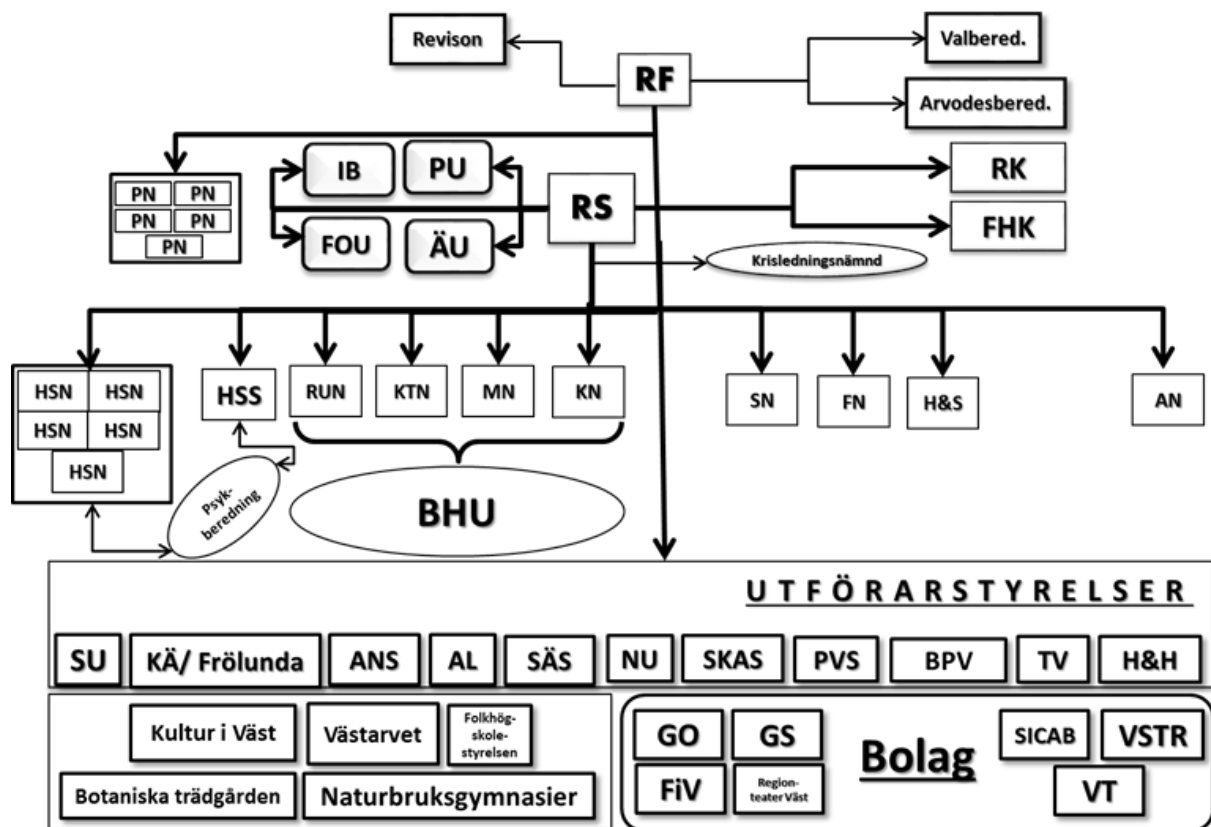 Revison
RF
Valbered.
Arvodesbered.
PN PN
PN PN
PN
IB
PU
FOU
ÄU
RS
RK
FHK
Krisledningsnämnd
HSN HSN
HSN HSN
HSN
HSS
RUN
KTN
MN
KN
SN
FN
H&S
AN
Psyk-
beredning
BHU
UTFÖRARSTYRELSER
SU
KÄ/ Frölunda
ANS
AL
SÄS
NU
SKAS
PVS
BPV
TV
H&H
Kultur i Väst
Västarvet
Folkhög-
skole-
styrelsen
Botaniska trädgården
Naturbruksgymnasier
GO
GS
FiV
Region-
teater Väst
Bolag
SICAB
VSTR
VT